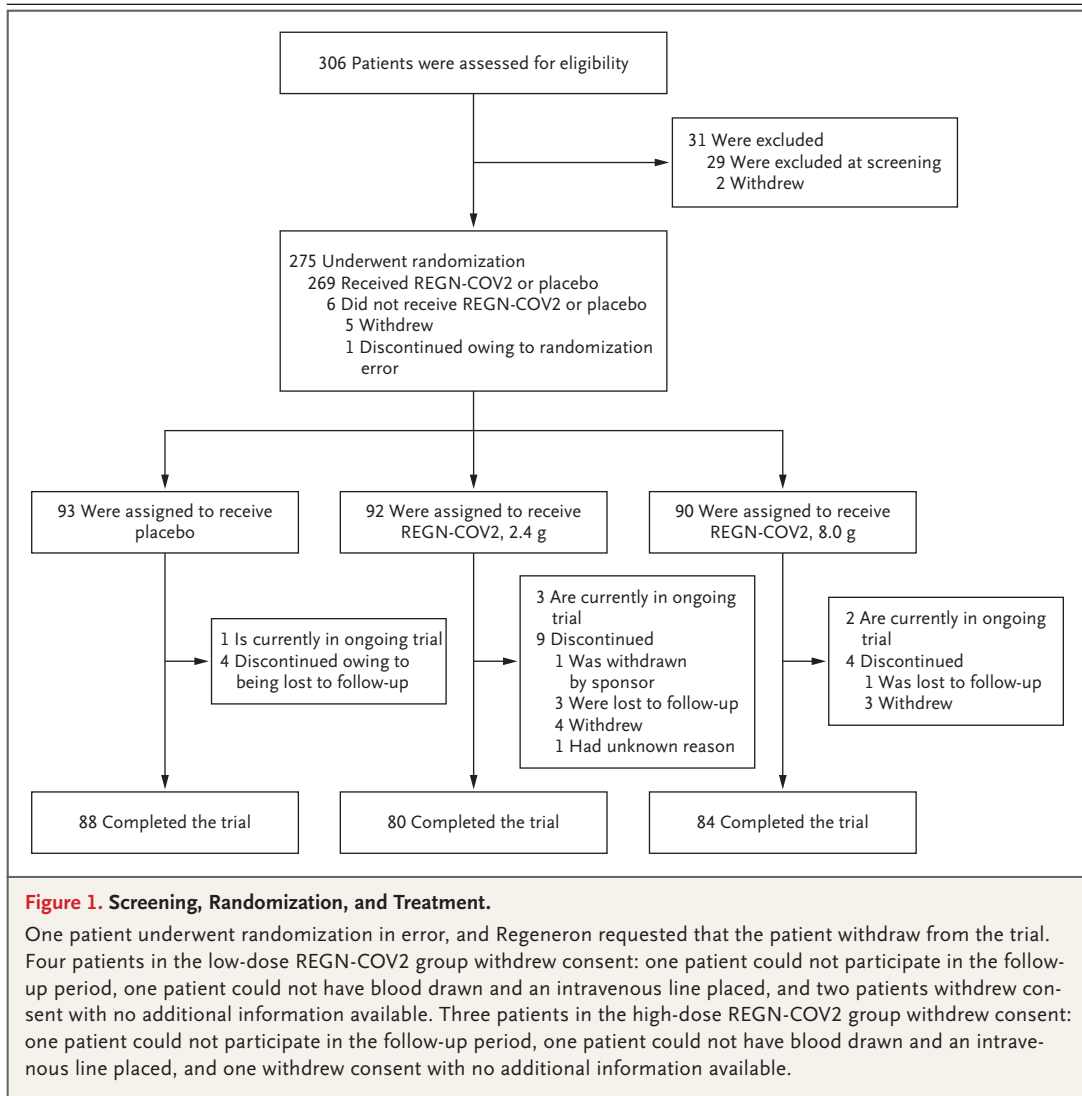 306 Patients were assessed for eligibility
31 Were excluded
29 Were excluded at screening
2 Withdrew
275 Underwent randomization
269 Received REGN-COV2 or placebo
6 Did not receive REGN-COV2 or placebo
5 Withdrew
1 Discontinued owing to randomization
error
93 Were assigned to receive
placebo
92 Were assigned to receive
REGN-COV2, 2.4 g
90 Were assigned to receive
REGN-COV2, 8.0 g
1 Is currently in ongoing trial
4 Discontinued owing to
being lost to follow-up
3 Are currently in ongoing
trial
9 Discontinued
1 Was withdrawn
by sponsor
3 Were lost to follow-up
4 Withdrew
1 Had unknown reason
2 Are currently in ongoing
trial
4 Discontinued
1 Was lost to follow-up
3 Withdrew
88 Completed the trial
80 Completed the trial
84 Completed the trial
Figure 1. Screening, Randomization, and Treatment.
One patient underwent randomization in error, and Regeneron requested that the patient withdraw from the trial.
Four patients in the low-dose REGN-COV2 group withdrew consent: one patient could not participate in the follow-
up period, one patient could not have blood drawn and an intravenous line placed, and two patients withdrew con-
sent with no additional information available. Three patients in the high-dose REGN-COV2 group withdrew consent:
one patient could not participate in the follow-up period, one patient could not have blood drawn and an intrave-
nous line placed, and one withdrew consent with no additional information available.